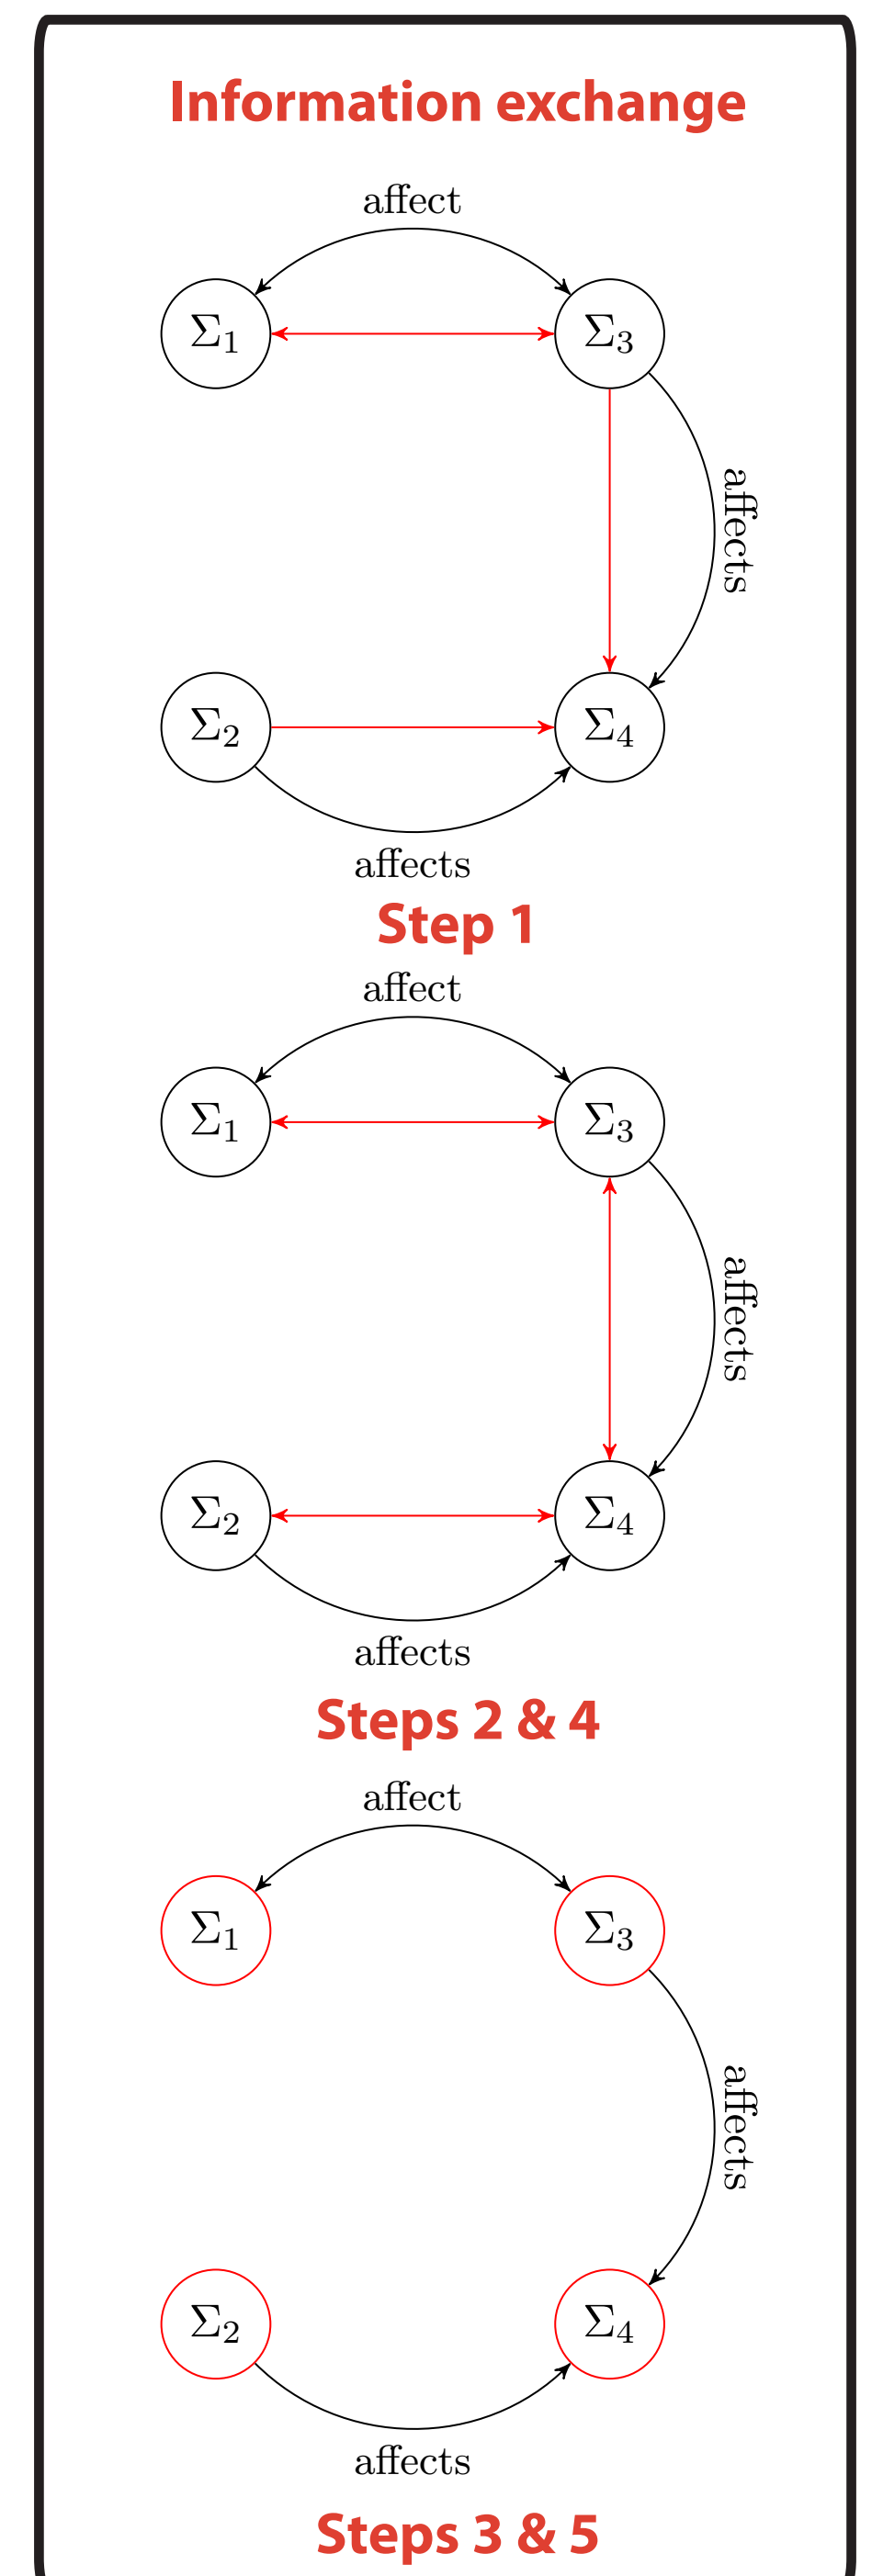 Information exchange
affect
Σ₁
Σ₃
affects
Σ₂
Σ₄
affects
Step 1
affect
Σ₁
Σ₃
affects
Σ₂
Σ₄
affects
Steps 2 & 4
affect
Σ₁
Σ₃
affects
Σ₂
Σ₄
affects
Steps 3 & 5